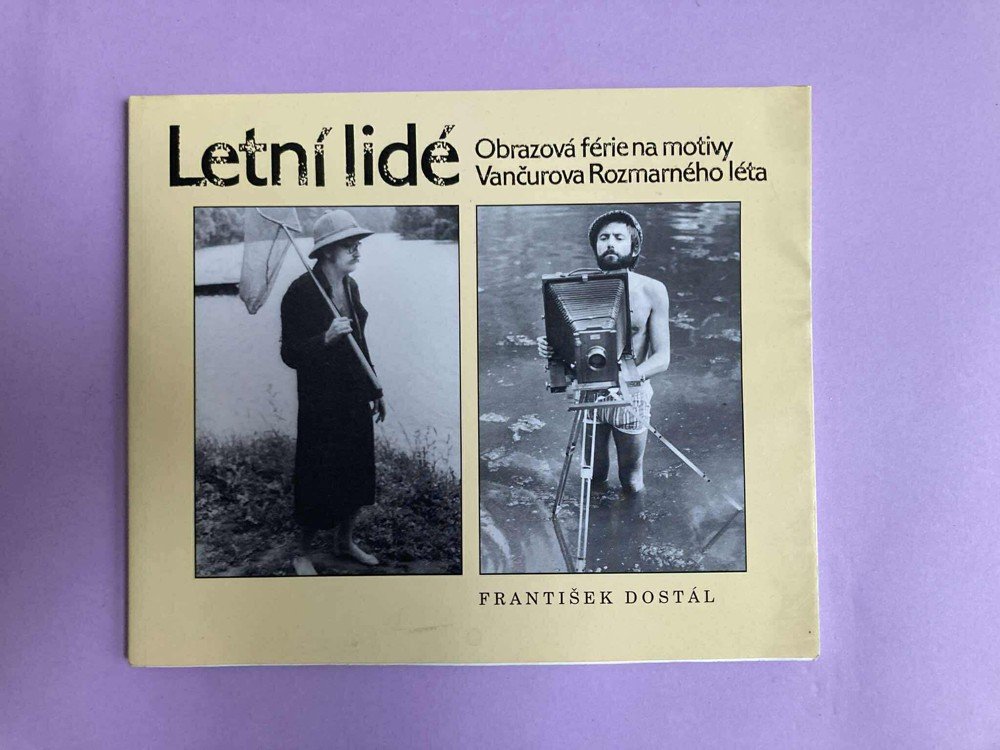 Letní lidé
Obrazová férie na motivy
Vančurova Rozmarného léta
FRANTIŠEK DOSTÁL